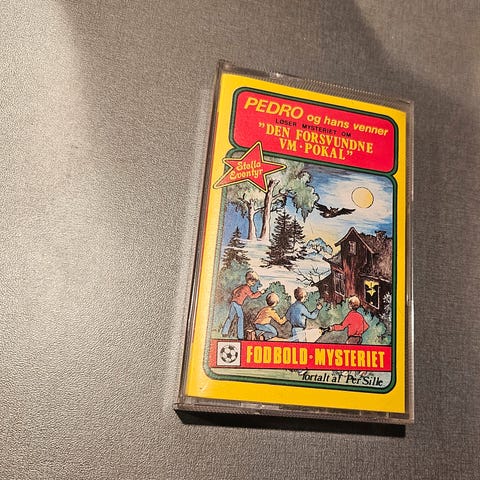 PEDRO og hans venner
LØSER MYSTERIET OM
"DEN FORSVUNDNE
VM·POKAL"
Stella
Eventyr
FODBOLD·MYSTERIET
fortalt af Per Sille